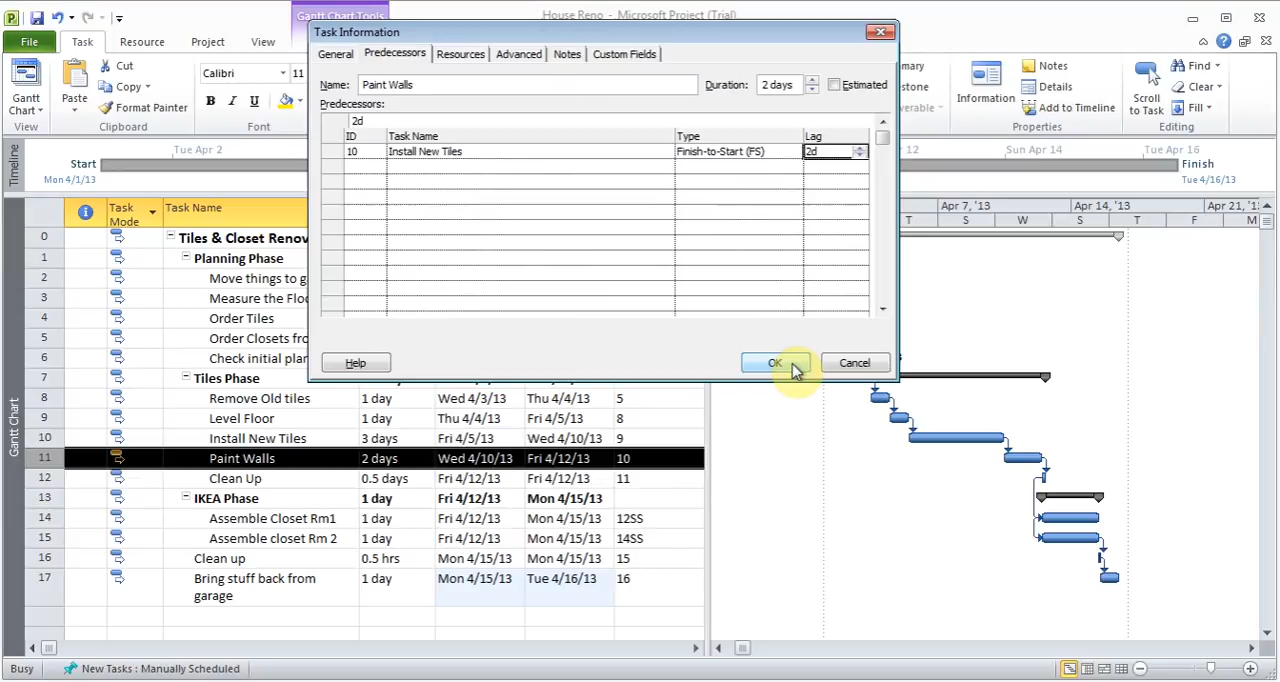 Gantt Chart Tools
House Reno - Microsoft Project (Trial)
File Task Resource Project View
Gantt Chart
View
Paste
Cut
Copy
Format Painter
Clipboard
Calibri 11
B I U
Font
Information
Notes
Details
Add to Timeline
Properties
Scroll to Task
Find
Clear
Fill
Editing
Task Information
General Predecessors Resources Advanced Notes Custom Fields
Name: Paint Walls Duration: 2 days Estimated
Predecessors:
2d
ID Task Name Type Lag
10 Install New Tiles Finish-to-Start (FS) 2d
Help OK Cancel
Timeline
Tue Apr 2 12 Sun Apr 14 Tue Apr 16
Start
Mon 4/1/13
Finish
Tue 4/16/13
Task Mode Task Name
Apr 7, '13 Apr 14, '13 Apr 21, '1
T S W S T F M
Gantt Chart
0 Tiles & Closet Renov
1 Planning Phase
2 Move things to g
3 Measure the Floo
4 Order Tiles
5 Order Closets fro
6 Check initial plan
7 Tiles Phase
8 Remove Old tiles 1 day Wed 4/3/13 Thu 4/4/13 5
9 Level Floor 1 day Thu 4/4/13 Fri 4/5/13 8
10 Install New Tiles 3 days Fri 4/5/13 Wed 4/10/13 9
11 Paint Walls 2 days Wed 4/10/13 Fri 4/12/13 10
12 Clean Up 0.5 days Fri 4/12/13 Fri 4/12/13 11
13 IKEA Phase 1 day Fri 4/12/13 Mon 4/15/13
14 Assemble Closet Rm1 1 day Fri 4/12/13 Mon 4/15/13 12SS
15 Assemble closet Rm 2 1 day Fri 4/12/13 Mon 4/15/13 14SS
16 Clean up 0.5 hrs Mon 4/15/13 Mon 4/15/13 15
17 Bring stuff back from garage 1 day Mon 4/15/13 Tue 4/16/13 16
Busy New Tasks : Manually Scheduled